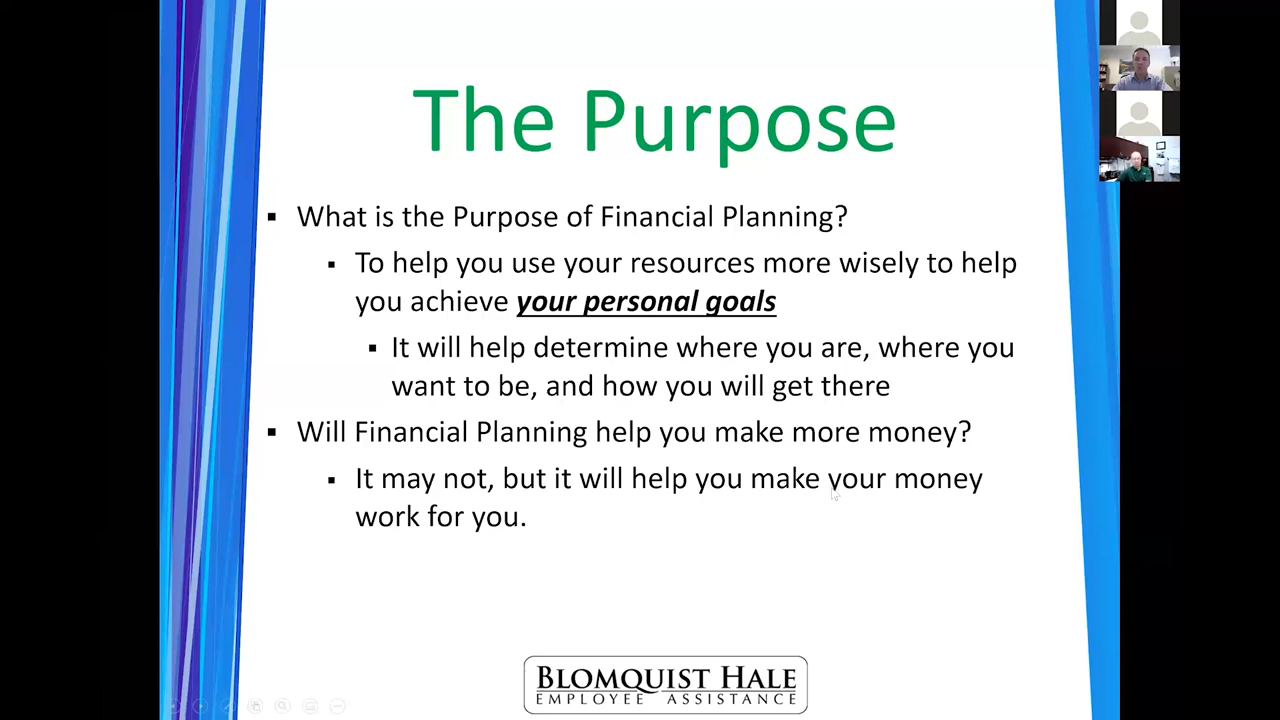 The Purpose
▪ What is the Purpose of Financial Planning?
▪ To help you use your resources more wisely to help
you achieve your personal goals
▪ It will help determine where you are, where you
want to be, and how you will get there
▪ Will Financial Planning help you make more money?
▪ It may not, but it will help you make your money
work for you.
BLOMQUIST HALE
EMPLOYEE ASSISTANCE